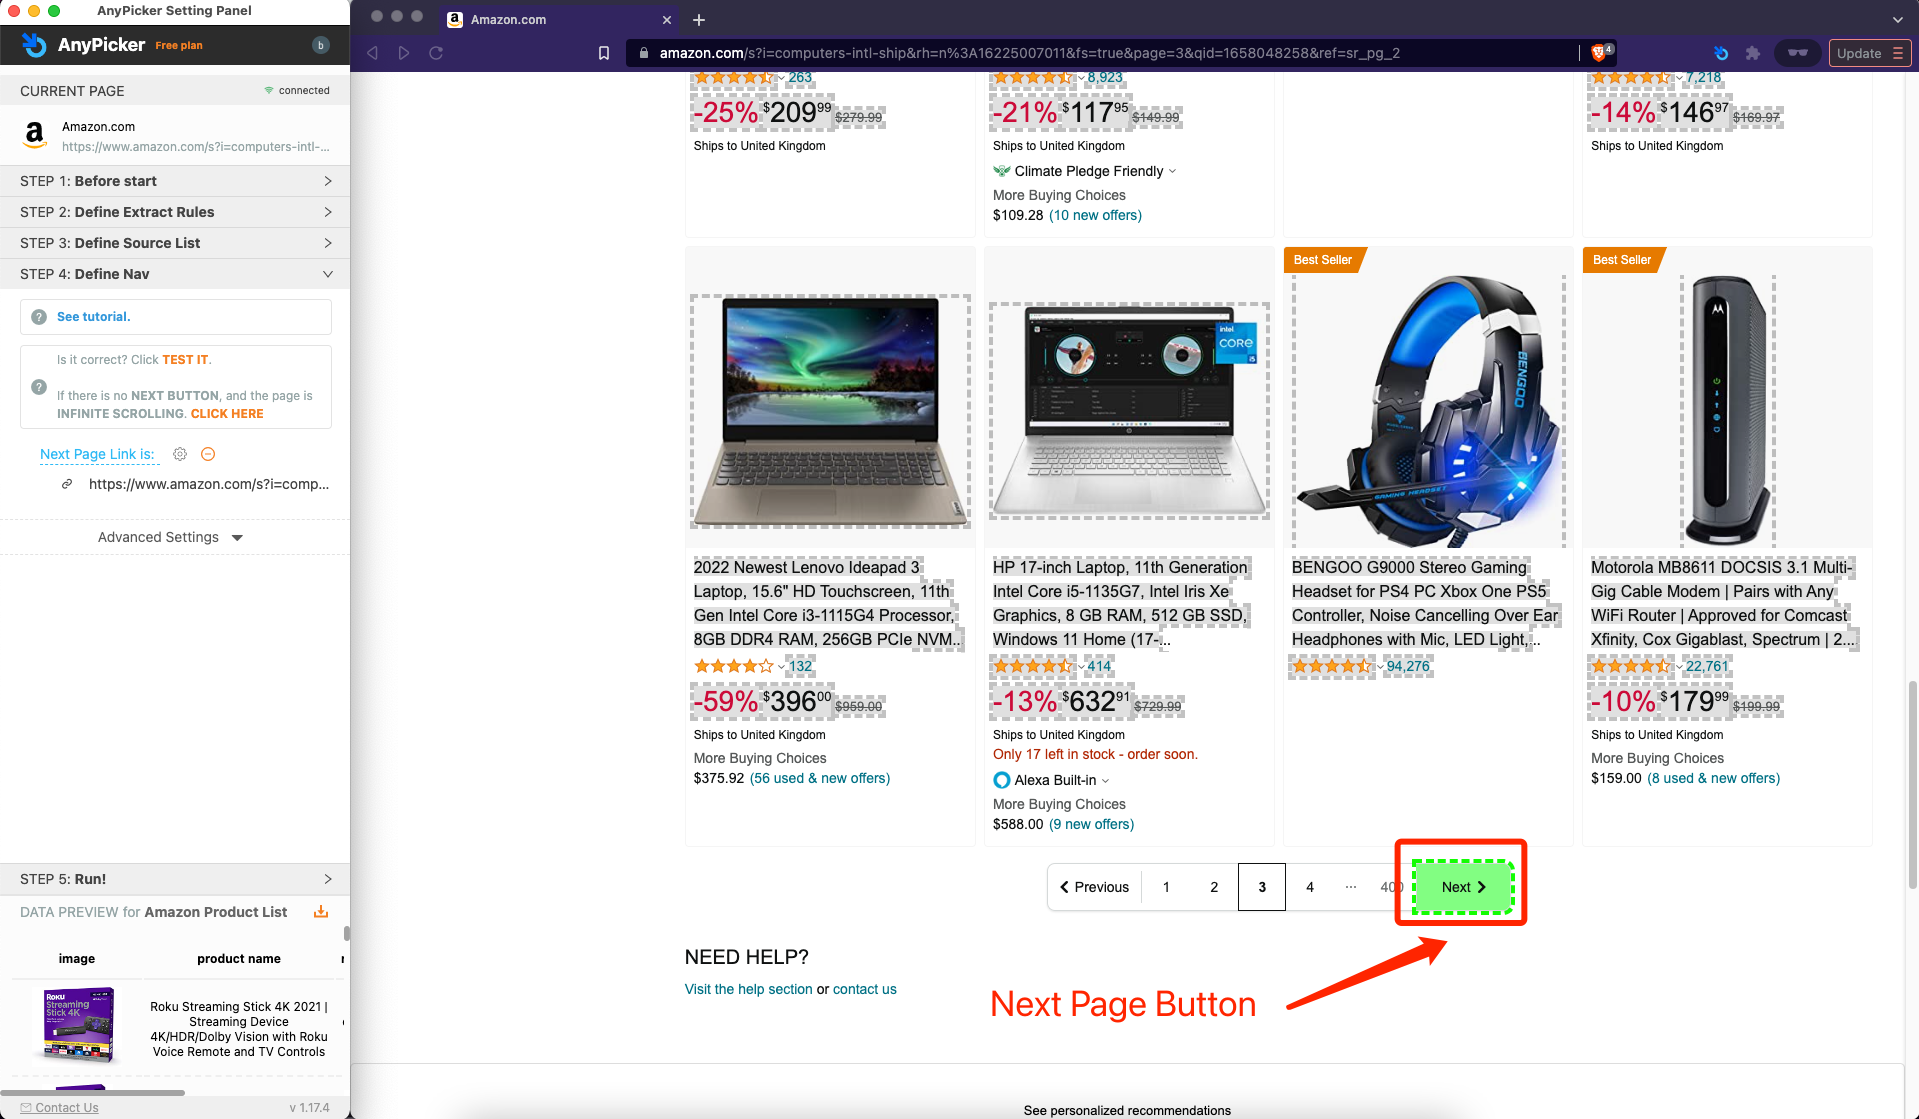 AnyPicker Setting Panel
AnyPicker Free plan
b
CURRENT PAGE
connected
Amazon.com
https://www.amazon.com/s?i=computers-intl-...
STEP 1: Before start
STEP 2: Define Extract Rules
STEP 3: Define Source List
STEP 4: Define Nav
? See tutorial.
Is it correct? Click TEST IT.
?
If there is no NEXT BUTTON, and the page is
INFINITE SCROLLING. CLICK HERE
Next Page Link is:
https://www.amazon.com/s?i=comp...
Advanced Settings
STEP 5: Run!
DATA PREVIEW for Amazon Product List
image
product name
Roku
Streaming
Stick 4K
Roku Streaming Stick 4K 2021 |
Streaming Device
4K/HDR/Dolby Vision with Roku
Voice Remote and TV Controls
Contact Us
v 1.17.4
a Amazon.com
amazon.com/s?i=computers-intl-ship&rh=n%3A16225007011&fs=true&page=3&qid=1658048258&ref=sr_pg_2
4
Update
263
-25% $20999 $279.99
Ships to United Kingdom
8,923
-21% $11795 $149.99
Ships to United Kingdom
Climate Pledge Friendly
More Buying Choices
$109.28 (10 new offers)
7,218
-14% $14697 $169.97
Ships to United Kingdom
Lenovo
2022 Newest Lenovo Ideapad 3
Laptop, 15.6" HD Touchscreen, 11th
Gen Intel Core i3-1115G4 Processor,
8GB DDR4 RAM, 256GB PCIe NVM...
132
-59% $39600 $959.00
Ships to United Kingdom
More Buying Choices
$375.92 (56 used & new offers)
intel
CORE i5
HP 17-inch Laptop, 11th Generation
Intel Core i5-1135G7, Intel Iris Xe
Graphics, 8 GB RAM, 512 GB SSD,
Windows 11 Home (17-...
414
-13% $63291 $729.99
Ships to United Kingdom
Only 17 left in stock - order soon.
Alexa Built-in
More Buying Choices
$588.00 (9 new offers)
Best Seller
BENGOO
GAMING HEADSET
BENGOO G9000 Stereo Gaming
Headset for PS4 PC Xbox One PS5
Controller, Noise Cancelling Over Ear
Headphones with Mic, LED Light,...
94,276
Best Seller
Motorola MB8611 DOCSIS 3.1 Multi-
Gig Cable Modem | Pairs with Any
WiFi Router | Approved for Comcast
Xfinity, Cox Gigablast, Spectrum | 2...
22,761
-10% $17999 $199.99
Ships to United Kingdom
More Buying Choices
$159.00 (8 used & new offers)
Previous 1 2 3 4 ... 400 Next
NEED HELP?
Visit the help section or contact us
Next Page Button
See personalized recommendations